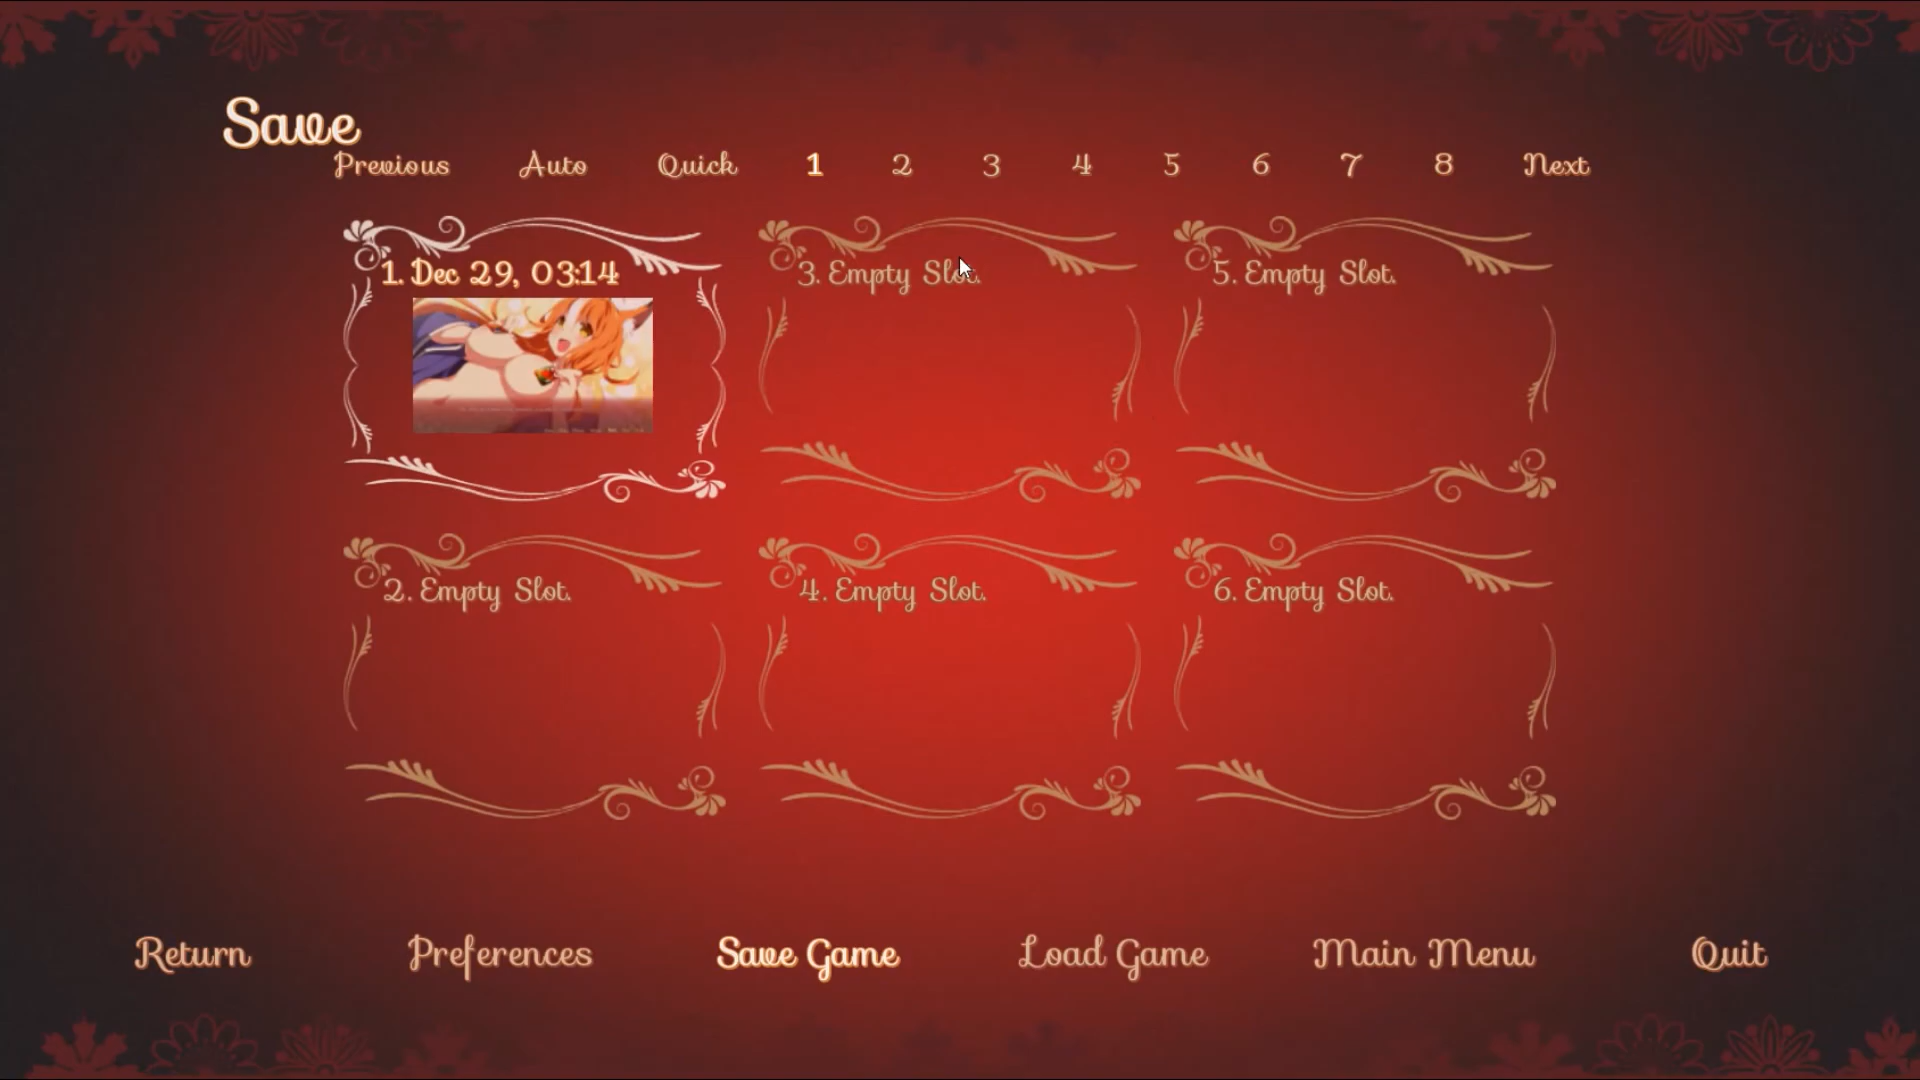 Save
Previous Auto Quick 1 2 3 4 5 6 7 8 Next
1. Dec 29, 03:14
3. Empty Slot.
5. Empty Slot.
2. Empty Slot.
4. Empty Slot.
6. Empty Slot.
Return Preferences Save Game Load Game Main Menu Quit